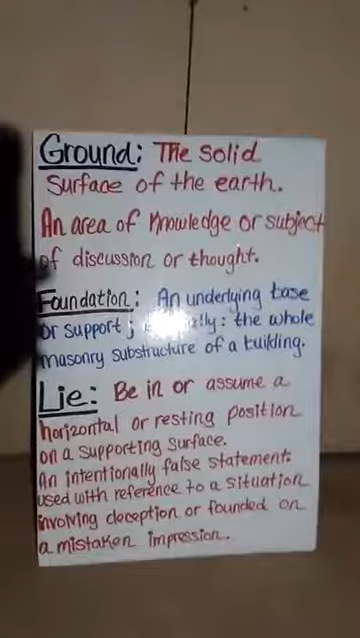 Ground: The solid
surface of the earth.
An area of knowledge or subject
of discussion or thought.
Foundation: An underlying base
or support; : the whole
masonry substructure of a building.
Lie: Be in or assume a
horizontal or resting position
on a supporting surface.
An intentionally false statement.
used with reference to a situation
involving deception or founded on
a mistaken impression.